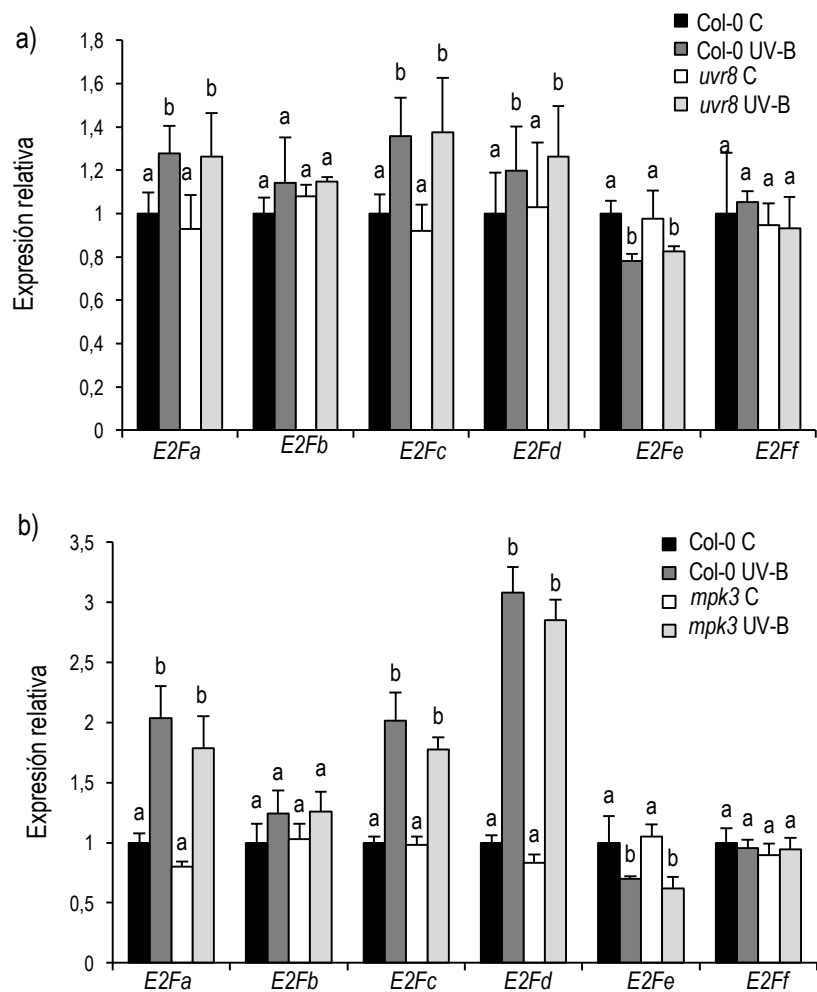 a)
Col-0 C
Col-0 UV-B
uvr8 C
uvr8 UV-B
Expresión relativa
1,8
1,6
1,4
1,2
1
0,8
0,6
0,4
0,2
0
a b a b
a a a a
a b a b
a b a b
a b a b
a a a a
E2Fa E2Fb E2Fc E2Fd E2Fe E2Ff
b)
Col-0 C
Col-0 UV-B
mpk3 C
mpk3 UV-B
Expresión relativa
3,5
3
2,5
2
1,5
1
0,5
0
a b a b
a a a a
a b a b
a b a b
a b a b
a a a a
E2Fa E2Fb E2Fc E2Fd E2Fe E2Ff